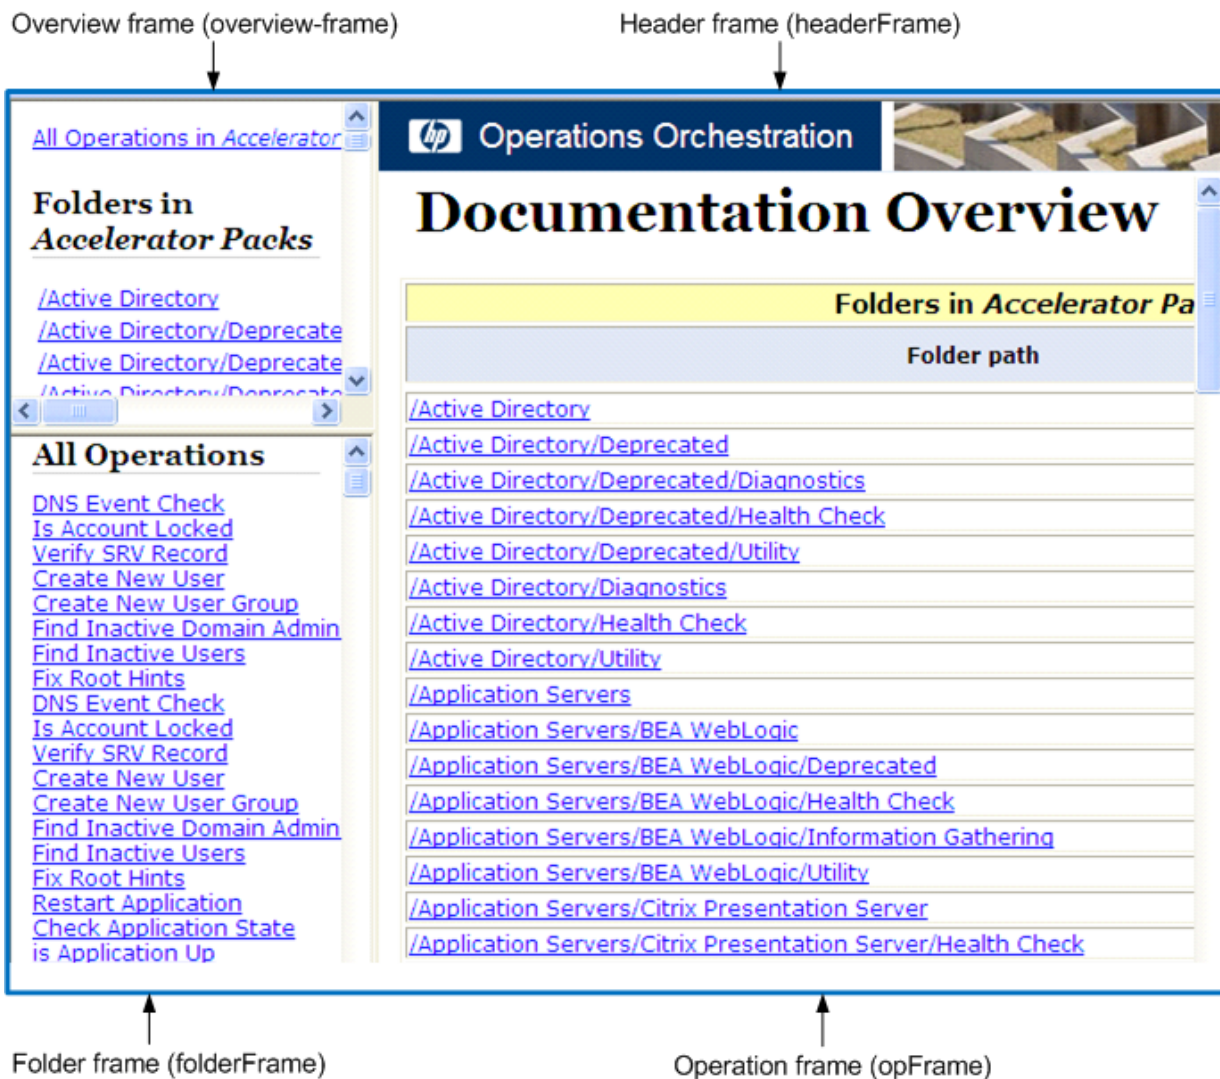 Overview frame (overview-frame)
Header frame (headerFrame)
All Operations in Accelerator
Folders in
Accelerator Packs
/Active Directory
/Active Directory/Deprecate
/Active Directory/Deprecate
/Active Directory/Deprecate
hp Operations Orchestration
Documentation Overview
Folders in Accelerator Pa
Folder path
/Active Directory
/Active Directory/Deprecated
/Active Directory/Deprecated/Diagnostics
/Active Directory/Deprecated/Health Check
/Active Directory/Deprecated/Utility
/Active Directory/Diagnostics
/Active Directory/Health Check
/Active Directory/Utility
/Application Servers
/Application Servers/BEA WebLogic
/Application Servers/BEA WebLogic/Deprecated
/Application Servers/BEA WebLogic/Health Check
/Application Servers/BEA WebLogic/Information Gathering
/Application Servers/BEA WebLogic/Utility
/Application Servers/Citrix Presentation Server
/Application Servers/Citrix Presentation Server/Health Check
All Operations
DNS Event Check
Is Account Locked
Verify SRV Record
Create New User
Create New User Group
Find Inactive Domain Admin
Find Inactive Users
Fix Root Hints
DNS Event Check
Is Account Locked
Verify SRV Record
Create New User
Create New User Group
Find Inactive Domain Admin
Find Inactive Users
Fix Root Hints
Restart Application
Check Application State
is Application Up
Folder frame (folderFrame)
Operation frame (opFrame)